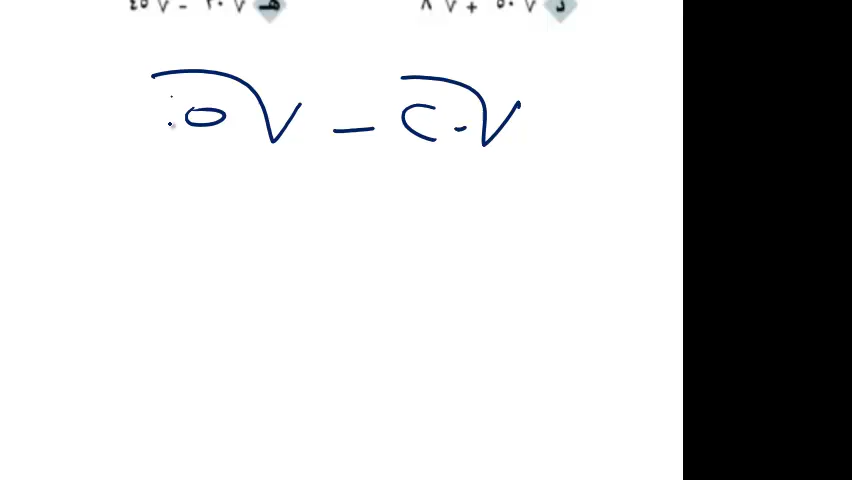 د √٥٠ + √٨ هـ √٢٠ − √٤٥
√٢٠ − √٥